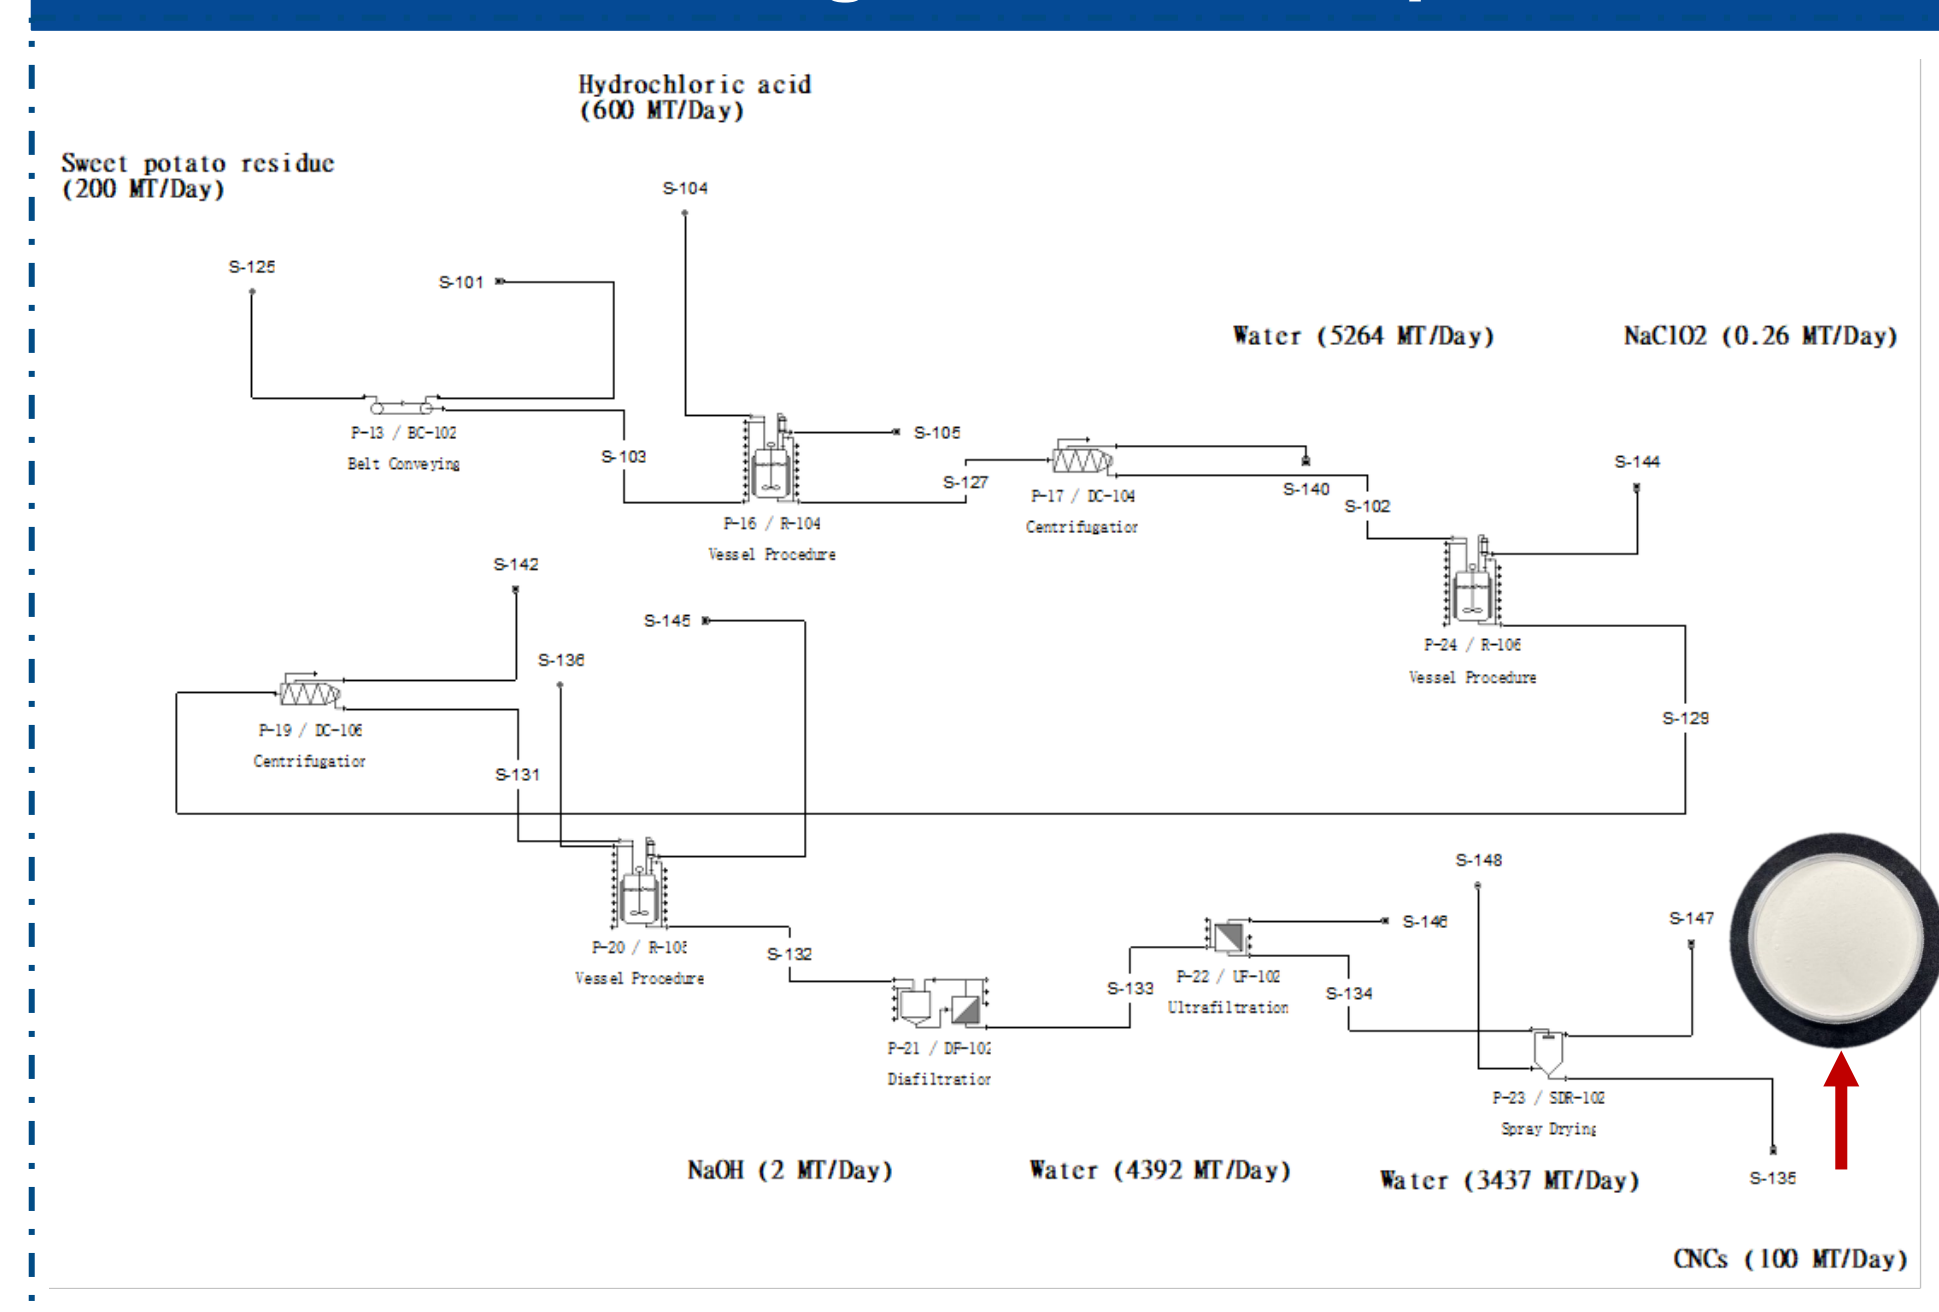 Hydrochloric acid
(600 MT/Day)
Sweet potato residue
(200 MT/Day)
S-104
S-125
S-101
Water (5264 MT/Day)
NaClO2 (0.26 MT/Day)
P-13 / BC-102
Belt Conveying
S-103
S-105
P-16 / R-104
Vessel Procedure
S-127
P-17 / DC-104
Centrifugation
S-140
S-102
S-144
P-24 / R-106
Vessel Procedure
S-129
S-142
S-145
S-136
P-19 / DC-106
Centrifugation
S-131
P-20 / R-105
Vessel Procedure
S-132
P-21 / DF-102
Diafiltration
S-133
P-22 / UF-102
Ultrafiltration
S-146
S-134
S-148
S-147
P-23 / SDR-102
Spray Drying
S-135
NaOH (2 MT/Day)
Water (4392 MT/Day)
Water (3437 MT/Day)
CNCs (100 MT/Day)